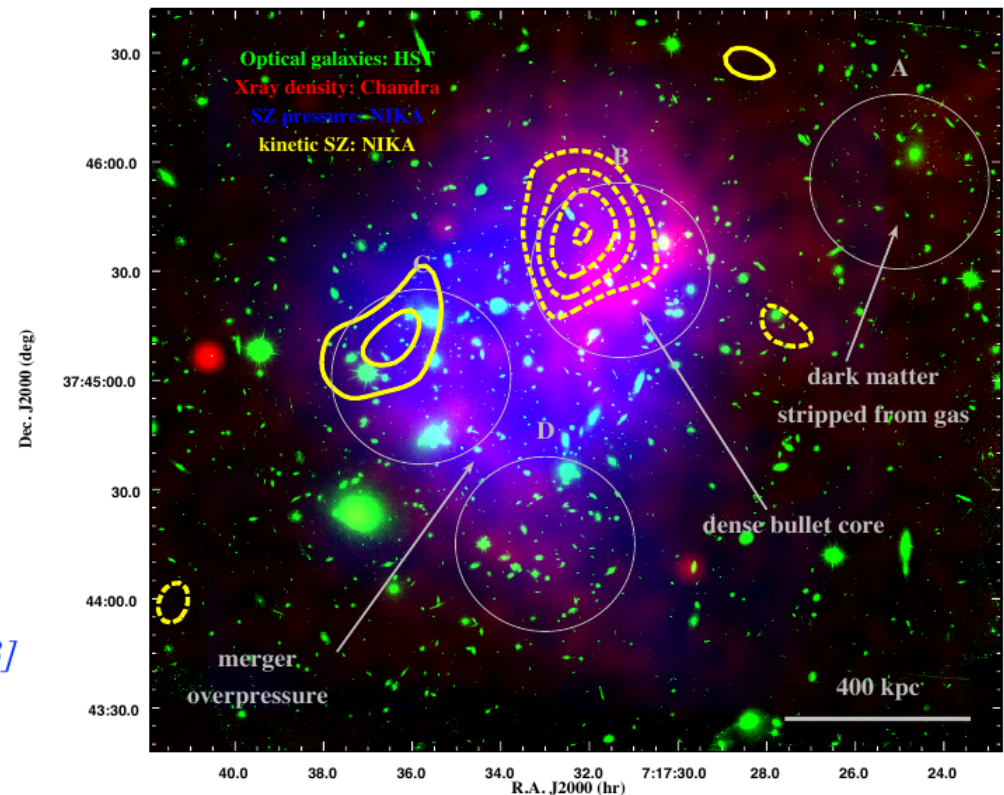 Optical galaxies: HST
Xray density: Chandra
SZ pressure: NIKA
kinetic SZ: NIKA
A
B
C
D
dark matter
stripped from gas
dense bullet core
merger
overpressure
400 kpc
Dec. J2000 (deg)
30.0
46:00.0
30.0
37:45:00.0
30.0
44:00.0
43:30.0
40.0 38.0 36.0 34.0 32.0 7:17:30.0 28.0 26.0 24.0
R.A. J2000 (hr)
]